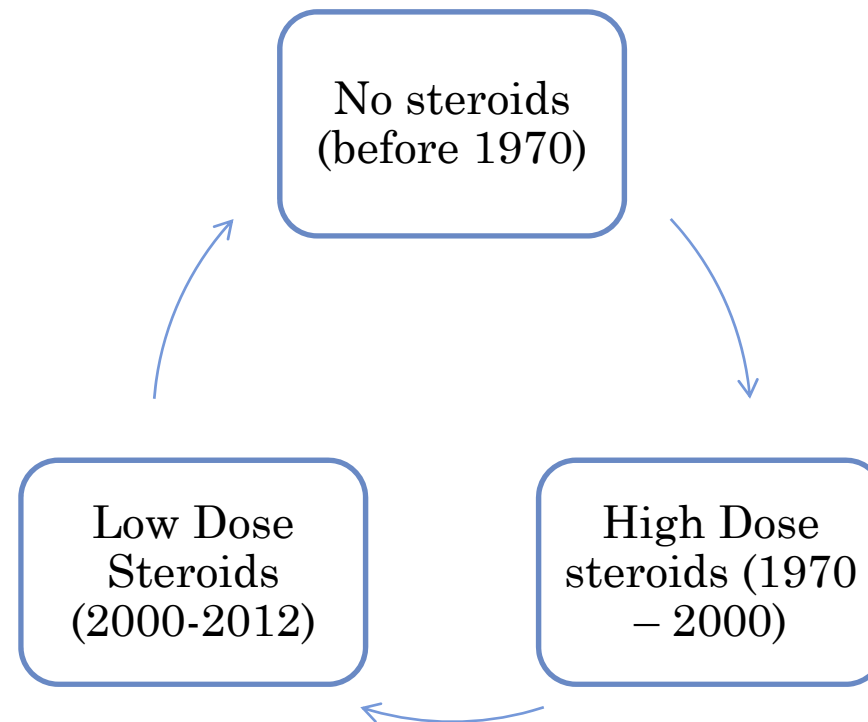 No steroids
(before 1970)
High Dose
steroids (1970
– 2000)
Low Dose
Steroids
(2000-2012)